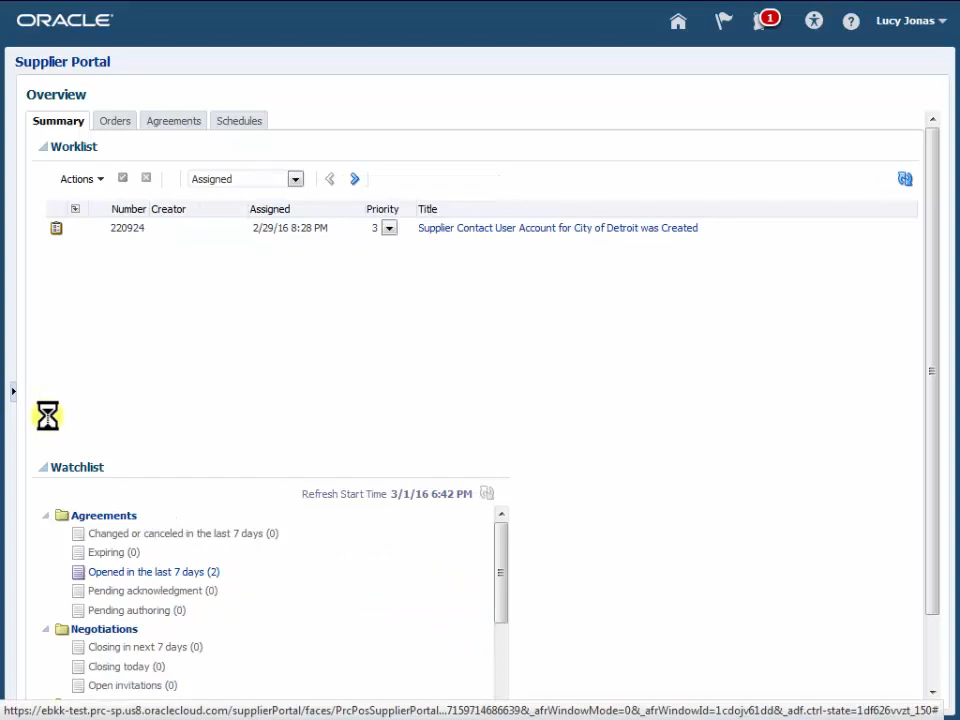 ORACLE
1
Lucy Jonas
Supplier Portal
Overview
Summary Orders Agreements Schedules
Worklist
Actions Assigned
Number Creator Assigned Priority Title
220924 2/29/16 8:28 PM 3 Supplier Contact User Account for City of Detroit was Created
Watchlist
Refresh Start Time 3/1/16 6:42 PM
Agreements
Changed or canceled in the last 7 days (0)
Expiring (0)
Opened in the last 7 days (2)
Pending acknowledgment (0)
Pending authoring (0)
Negotiations
Closing in next 7 days (0)
Closing today (0)
Open invitations (0)
https://ebkk-test.prc-sp.us8.oraclecloud.com/supplierPortal/faces/PrcPosSupplierPortal...71597146866​39&_afrWindowMode=0&_afrWindowId=1cdojv61dd&_adf.ctrl-state=1df626vvzt_150#